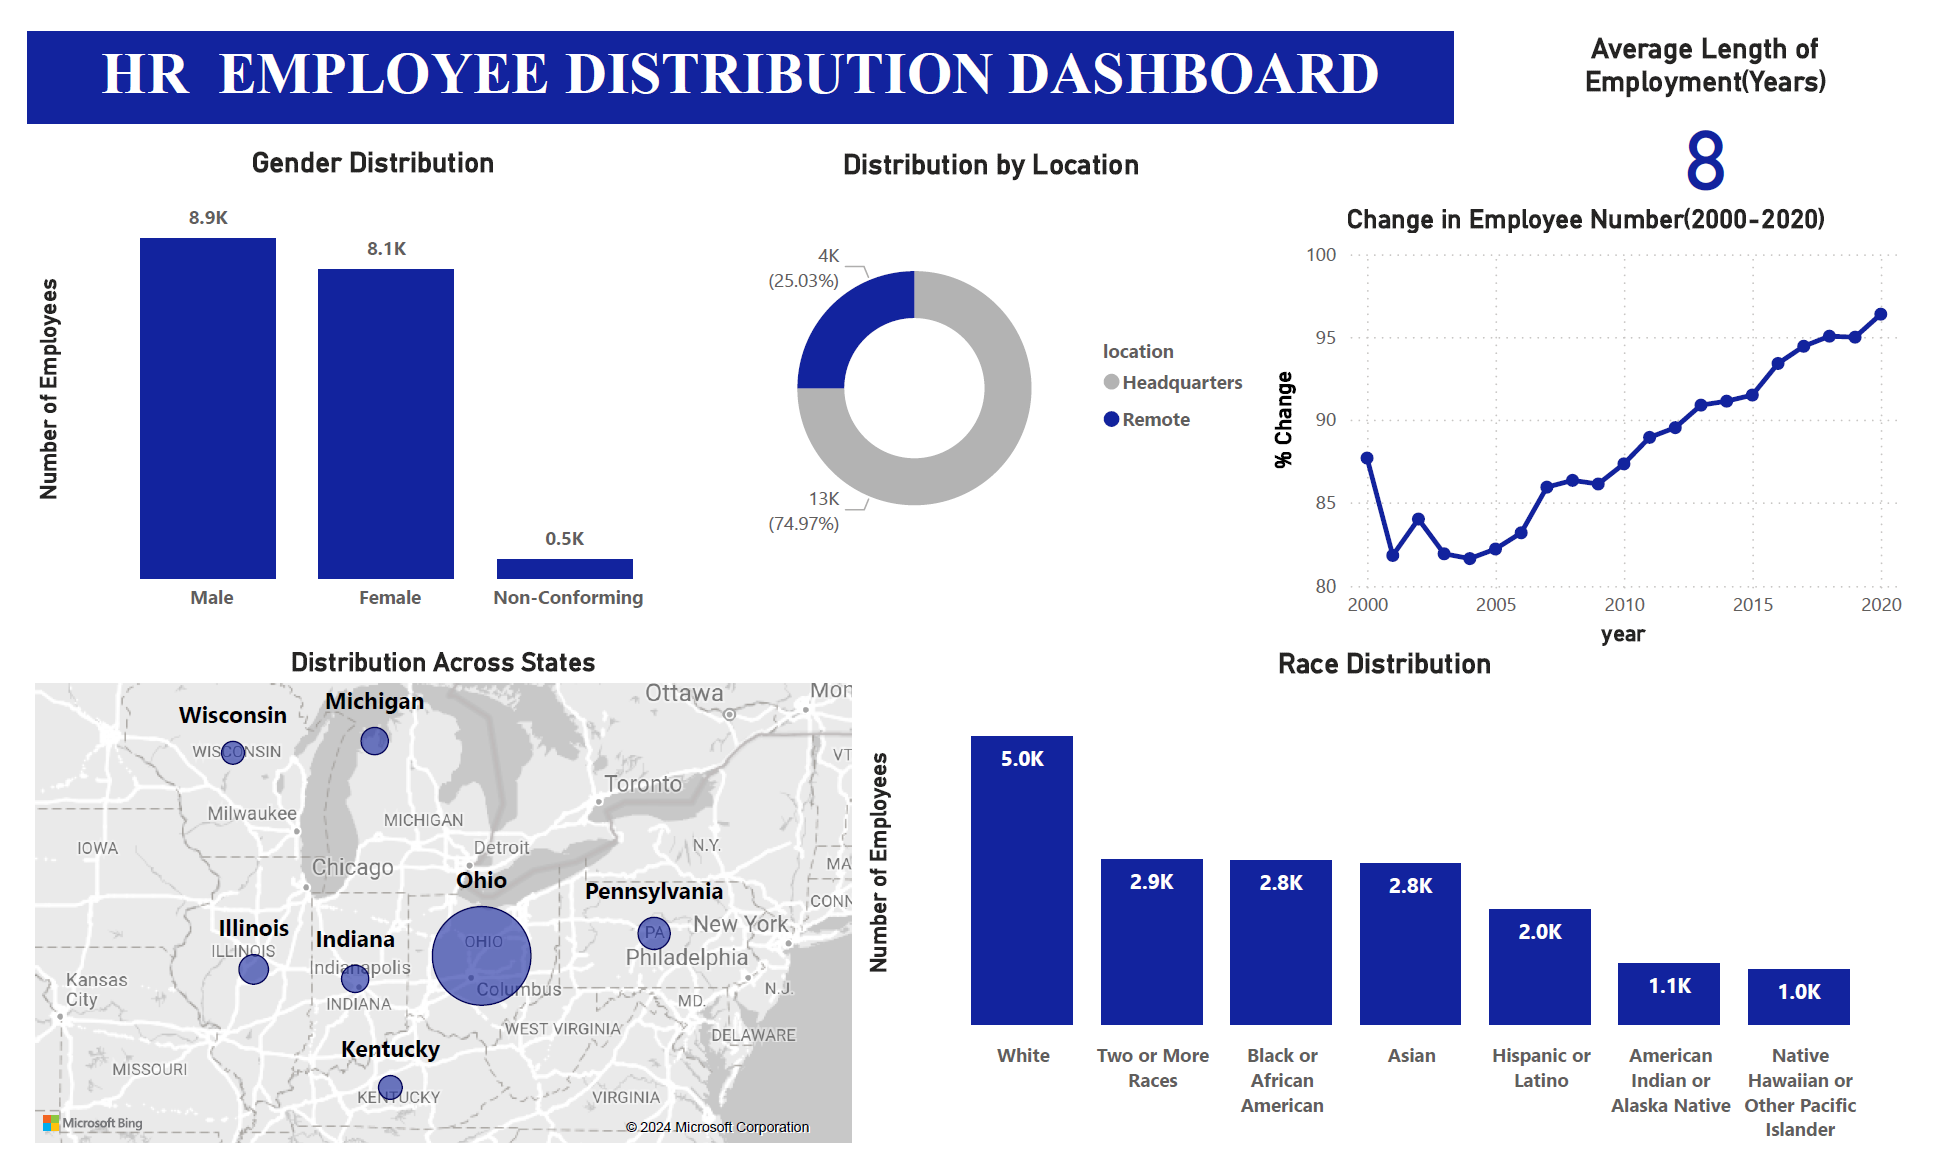 HR  EMPLOYEE DISTRIBUTION DASHBOARD
Average Length of
Employment(Years)
8
Gender Distribution
Number of Employees
8.9K
8.1K
0.5K
Male
Female
Non-Conforming
Distribution by Location
4K
(25.03%)
13K
(74.97%)
location
Headquarters
Remote
Change in Employee Number(2000-2020)
% Change
100
95
90
85
80
2000
2005
2010
2015
2020
year
Distribution Across States
Ottawa
Mon
Michigan
Wisconsin
WISCONSIN
VT
Toronto
Milwaukee
MICHIGAN
IOWA
Detroit
N.Y.
MA
Chicago
Ohio
Pennsylvania
CONN
Illinois
Indiana
PA
New York
ILLINOIS
OHIO
Indianapolis
Philadelphia
Kansas
City
Columbus
N.J.
INDIANA
MD.
WEST VIRGINIA
DELAWARE
Kentucky
MISSOURI
KENTUCKY
VIRGINIA
Microsoft Bing
© 2024 Microsoft Corporation
Race Distribution
Number of Employees
5.0K
2.9K
2.8K
2.8K
2.0K
1.1K
1.0K
White
Two or More
Races
Black or
African
American
Asian
Hispanic or
Latino
American
Indian or
Alaska Native
Native
Hawaiian or
Other Pacific
Islander